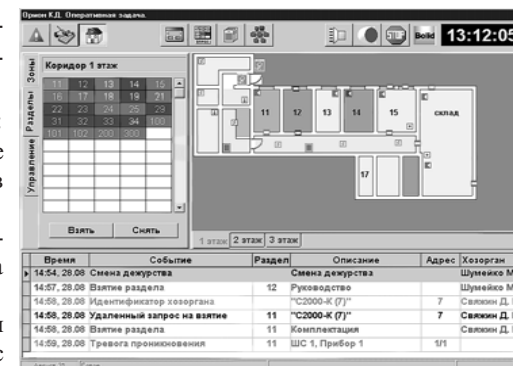 Орион К.Д. Оперативная задача.
Bolid 13:12:05
Зоны
Разделы
Управление
Коридор 1 этаж
11 12 13 14 15
16 17 18 19 21
22 23 24 25 29
31 32 33 34 100
101 102 200 300
Взять Снять
11 12 13 14 15 склад
17
1 этаж 2 этаж 3 этаж
Время Событие Раздел Описание Адрес Хозорган
14:54, 28.08 Смена дежурства Смена дежурства Шумейко М
14:57, 28.08 Взятие раздела 12 Руководство Шумейко М
14:58, 28.08 Идентификатор хозоргана "С2000-К (7)" 7 Свяжин Д.
14:58, 28.08 Удаленный запрос на взятие 11 "С2000-К (7)" 7 Свяжин Д.
14:58, 28.08 Взятие раздела 11 Комплектация Свяжин Д.
14:59, 28.08 Тревога проникновения 11 ШС 1, Прибор 1 1/1